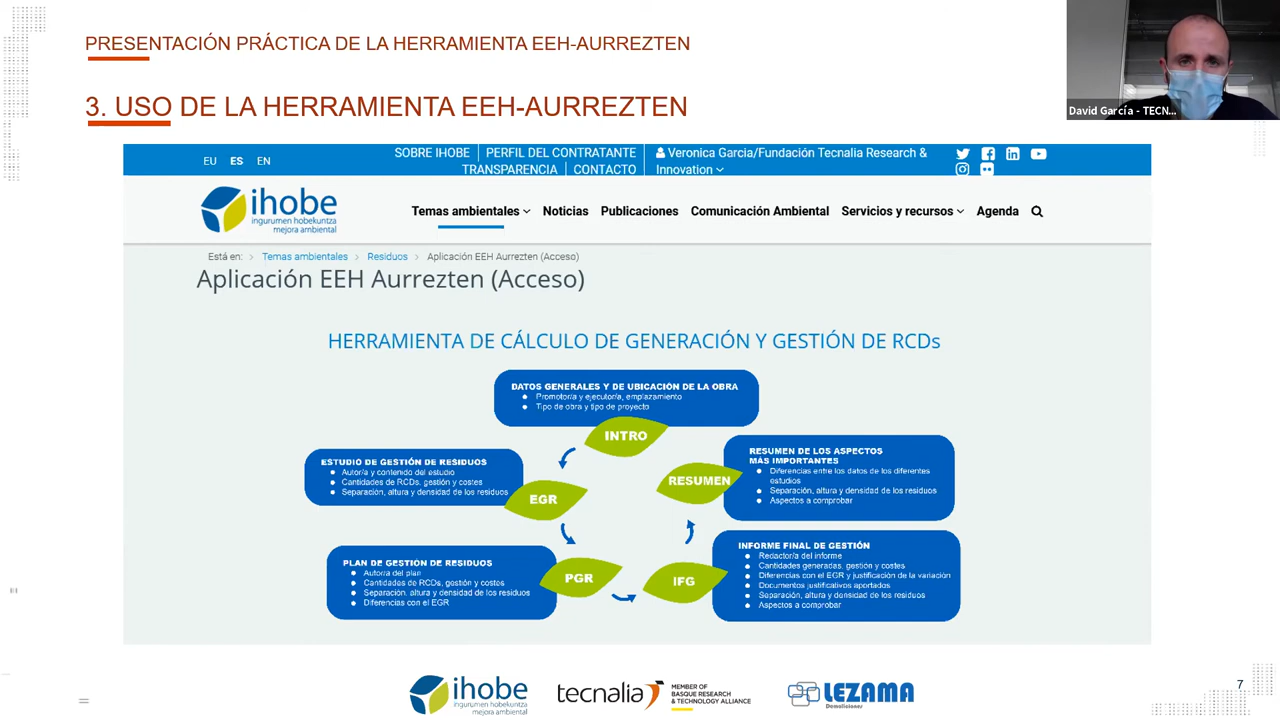 PRESENTACIÓN PRÁCTICA DE LA HERRAMIENTA EEH-AURREZTEN
David García - TECN...
3. USO DE LA HERRAMIENTA EEH-AURREZTEN
EU ES EN
SOBRE IHOBE PERFIL DEL CONTRATANTE
TRANSPARENCIA CONTACTO
Veronica Garcia/Fundación Tecnalia Research &
Innovation
ihobe
ingurumen hobekuntza
mejora ambiental
Temas ambientales Noticias Publicaciones Comunicación Ambiental Servicios y recursos Agenda
Está en: > Temas ambientales > Residuos > Aplicación EEH Aurrezten (Acceso)
Aplicación EEH Aurrezten (Acceso)
HERRAMIENTA DE CÁLCULO DE GENERACIÓN Y GESTIÓN DE RCDs
DATOS GENERALES Y DE UBICACIÓN DE LA OBRA
● Promotor/a y ejecutor/a, emplazamiento
● Tipo de obra y tipo de proyecto
INTRO
ESTUDIO DE GESTIÓN DE RESIDUOS
● Autor/a y contenido del estudio
● Cantidades de RCDs, gestión y costes
● Separación, altura y densidad de los residuos
EGR
PLAN DE GESTIÓN DE RESIDUOS
● Autor/a del plan
● Cantidades de RCDs, gestión y costes
● Separación, altura y densidad de los residuos
● Diferencias con el EGR
PGR
INFORME FINAL DE GESTIÓN
● Redactor/a del informe
● Cantidades generadas, gestión y costes
● Diferencias con el EGR y justificación de la variación
● Documentos justificativos aportados
● Separación, altura y densidad de los residuos
● Aspectos a comprobar
IFG
RESUMEN DE LOS ASPECTOS
MÁS IMPORTANTES
● Diferencias entre los datos de los diferentes
estudios
● Separación, altura y densidad de los residuos
● Aspectos a comprobar
RESUMEN
ihobe
ingurumen hobekuntza
mejora ambiental
tecnalia
MEMBER OF
BASQUE RESEARCH
& TECHNOLOGY ALLIANCE
LEZAMA
Demoliciones
7